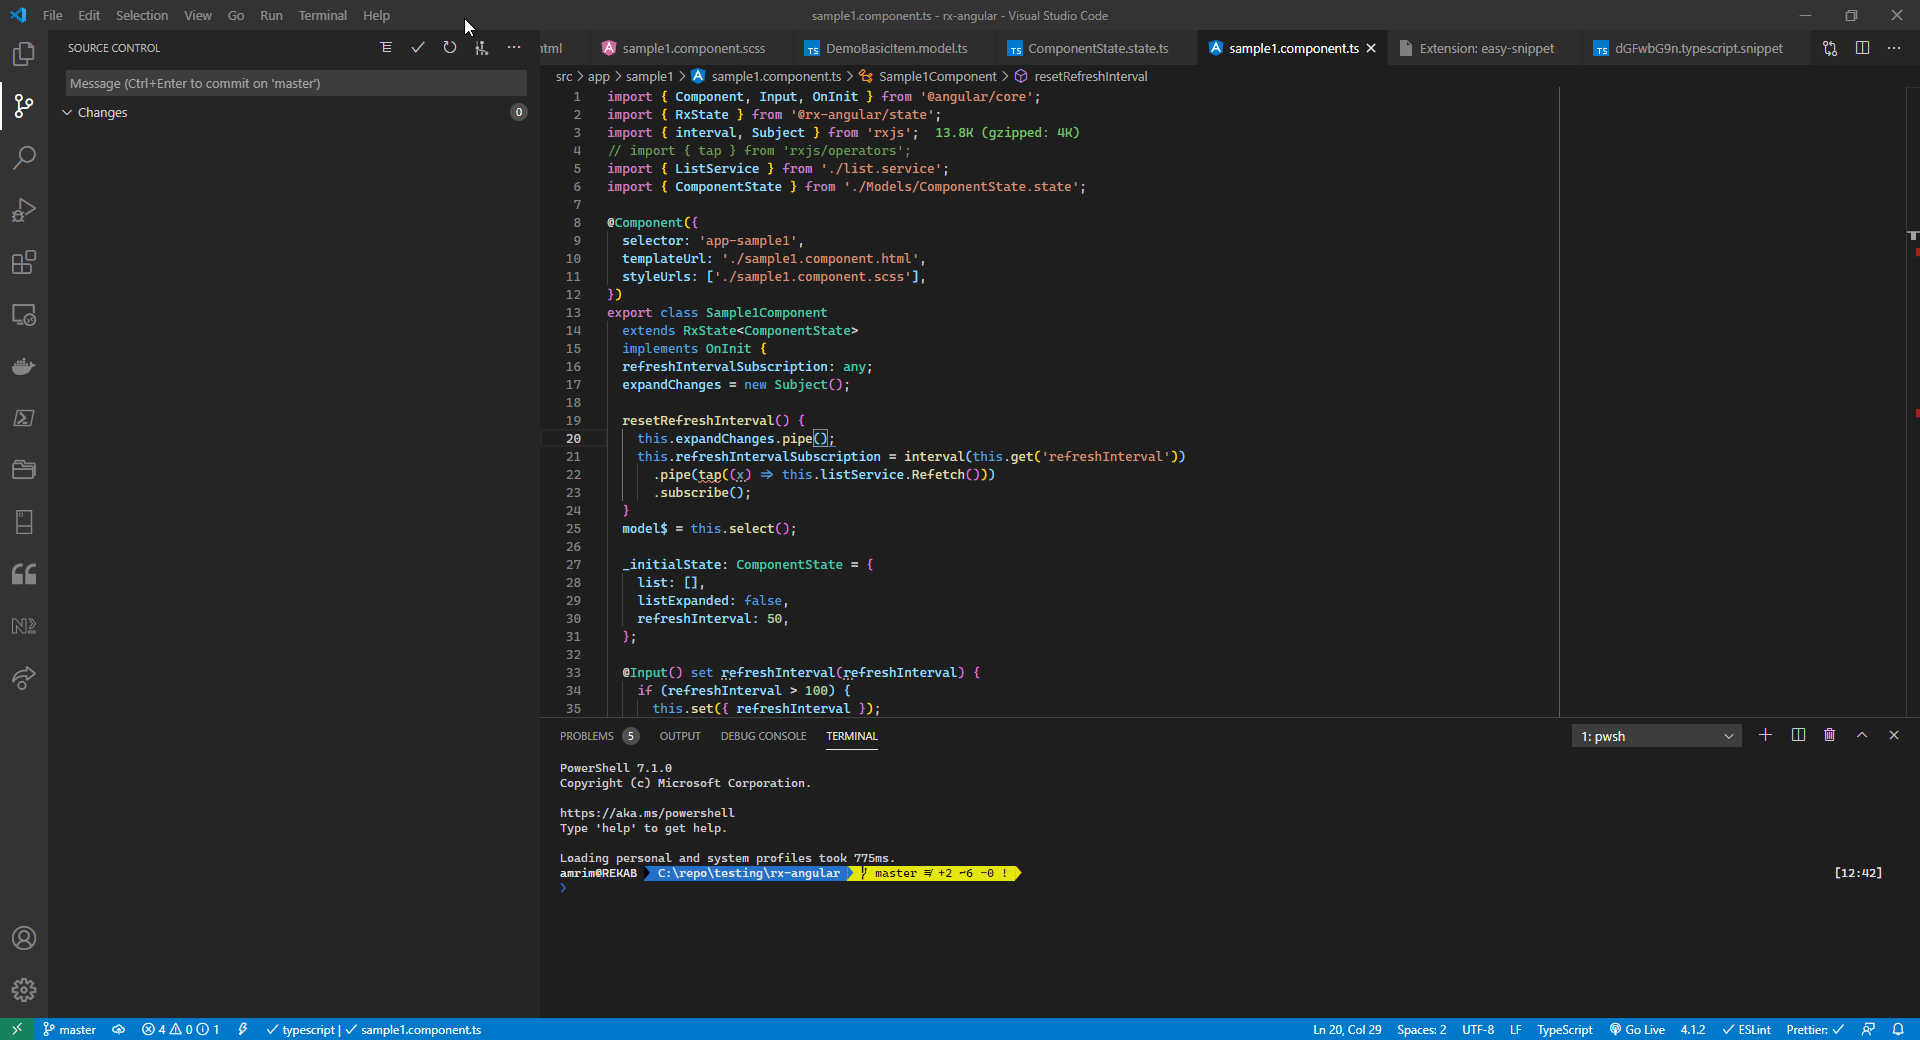 File Edit Selection View Go Run Terminal Help
sample1.component.ts - rx-angular - Visual Studio Code
SOURCE CONTROL
Message (Ctrl+Enter to commit on 'master')
Changes
0
html
sample1.component.scss
DemoBasicItem.model.ts
ComponentState.state.ts
sample1.component.ts
Extension: easy-snippet
dGFwbG9n.typescript.snippet
src > app > sample1 > sample1.component.ts > Sample1Component > resetRefreshInterval
1 import { Component, Input, OnInit } from '@angular/core';
2 import { RxState } from '@rx-angular/state';
3 import { interval, Subject } from 'rxjs'; 13.8K (gzipped: 4K)
4 // import { tap } from 'rxjs/operators';
5 import { ListService } from './list.service';
6 import { ComponentState } from './Models/ComponentState.state';
7
8 @Component({
9 selector: 'app-sample1',
10 templateUrl: './sample1.component.html',
11 styleUrls: ['./sample1.component.scss'],
12 })
13 export class Sample1Component
14 extends RxState<ComponentState>
15 implements OnInit {
16 refreshIntervalSubscription: any;
17 expandChanges = new Subject();
18
19 resetRefreshInterval() {
20 this.expandChanges.pipe();
21 this.refreshIntervalSubscription = interval(this.get('refreshInterval'))
22 .pipe(tap((x) => this.listService.Refetch()))
23 .subscribe();
24 }
25 model$ = this.select();
26
27 _initialState: ComponentState = {
28 list: [],
29 listExpanded: false,
30 refreshInterval: 50,
31 };
32
33 @Input() set refreshInterval(refreshInterval) {
34 if (refreshInterval > 100) {
35 this.set({ refreshInterval });
PROBLEMS 5 OUTPUT DEBUG CONSOLE TERMINAL
1: pwsh
PowerShell 7.1.0
Copyright (c) Microsoft Corporation.
https://aka.ms/powershell
Type 'help' to get help.
Loading personal and system profiles took 775ms.
amrim@REKAB C:\repo\testing\rx-angular master ≢ +2 ~6 -0 ! [12:42]
❯
master 4 0 1 typescript | sample1.component.ts
Ln 20, Col 29 Spaces: 2 UTF-8 LF TypeScript Go Live 4.1.2 ESLint Prettier: ✓